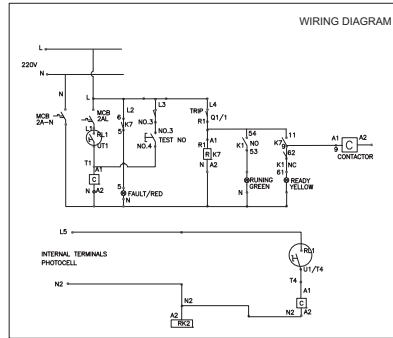 WIRING DIAGRAM
L
220V
N
N
L
MCB
2A-N
MCB
2AL
L1
RL1
UT1
T1
A1
C
N A2
L2
6
K7
5
5
FAULT/RED
N
L3
NO.3
NO.3
TEST NO
NO.4
TRIP
L4
Q1/1
R1
A1
R1
R K7
N A2
54
K1 NO
53
RUNING
GREEN
N
11
K7
9
62
K1 NC
61
READY
YELLOW
N
A1
9
C
A2
CONTACTOR
L5
INTERNAL TERMINALS
PHOTOCELL
RL1
U1/T4
T4
A1
C
N2 A2
N2
N2
A2
RK2